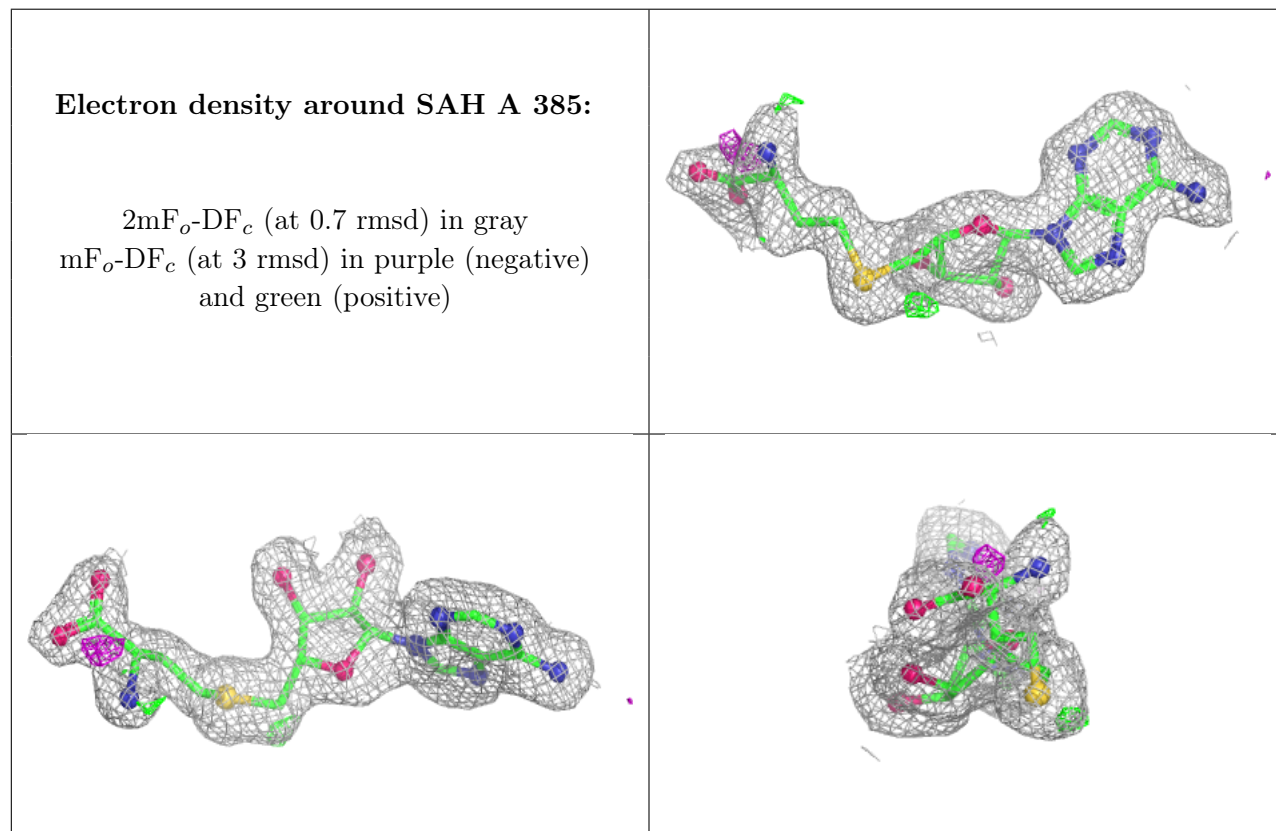 Electron density around SAH A 385:
2mFo-DFc (at 0.7 rmsd) in gray
mFo-DFc (at 3 rmsd) in purple (negative)
and green (positive)